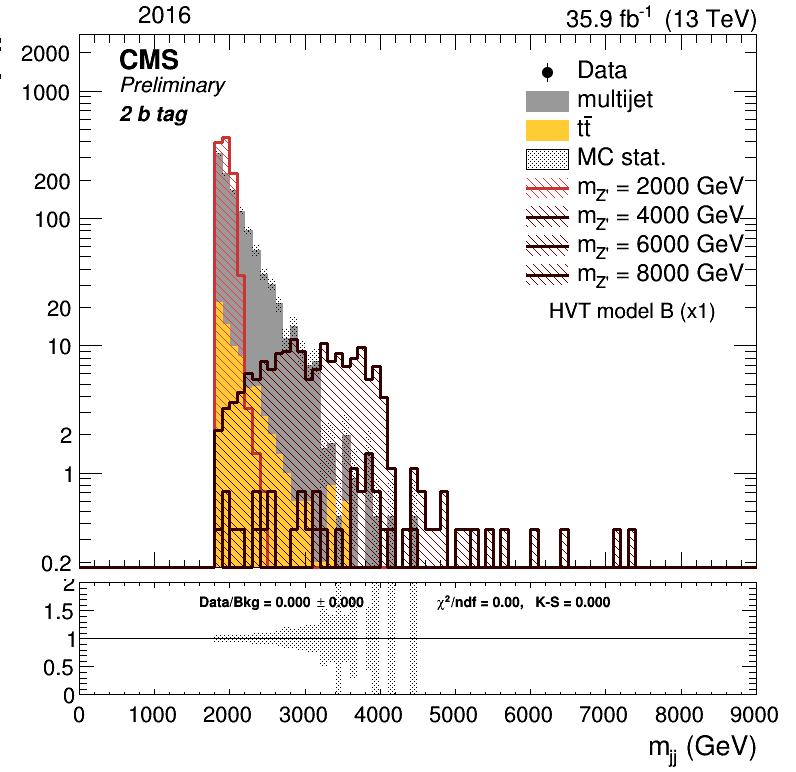 2016 35.9 fb⁻¹ (13 TeV)
CMS
Preliminary
2 b tag
Data
multijet
tt̄
MC stat.
m_Z' = 2000 GeV
m_Z' = 4000 GeV
m_Z' = 6000 GeV
m_Z' = 8000 GeV
HVT model B (x1)
2000
1000
200
100
20
10
2
1
0.2
Data/Bkg = 0.000 ± 0.000 χ²/ndf = 0.00, K-S = 0.000
2
1.5
1
0.5
0
0 1000 2000 3000 4000 5000 6000 7000 8000 9000
m_jj (GeV)